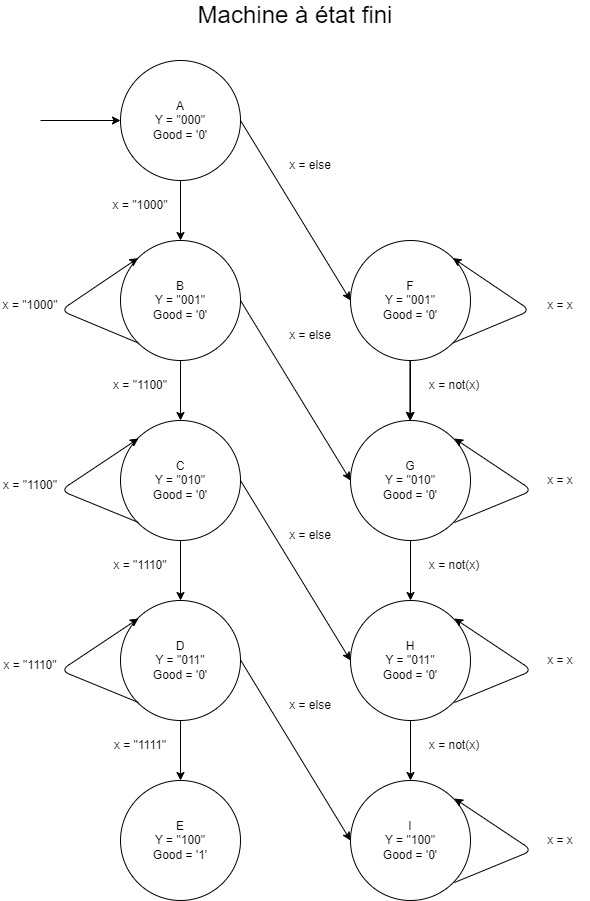 Machine à état fini
A
Y = "000"
Good = '0'
x = else
x = "1000"
B
Y = "001"
Good = '0'
F
Y = "001"
Good = '0'
x = "1000"
x = x
x = else
x = "1100"
x = not(x)
C
Y = "010"
Good = '0'
G
Y = "010"
Good = '0'
x = "1100"
x = x
x = else
x = "1110"
x = not(x)
D
Y = "011"
Good = '0'
H
Y = "011"
Good = '0'
x = "1110"
x = x
x = else
x = "1111"
x = not(x)
E
Y = "100"
Good = '1'
I
Y = "100"
Good = '0'
x = x